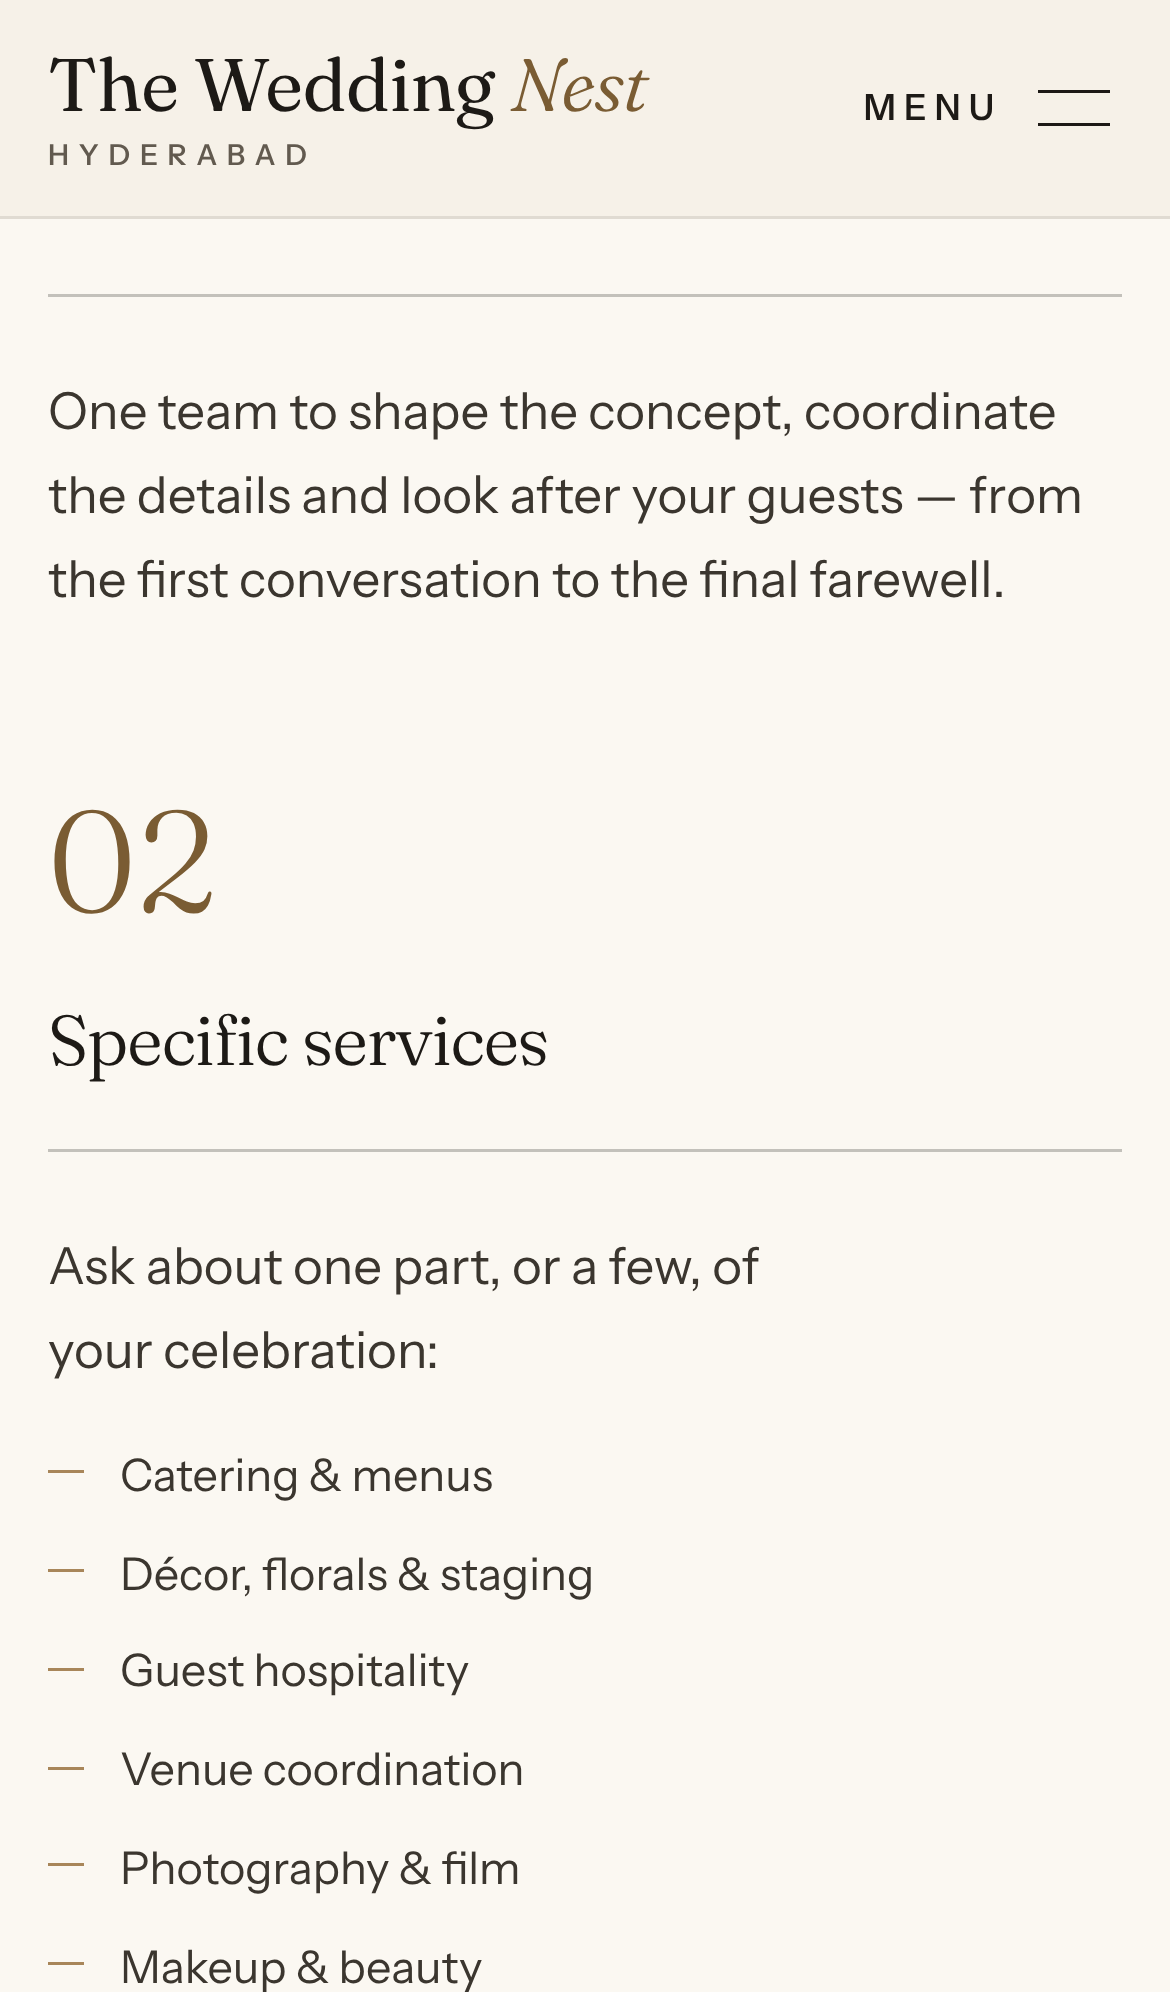 The Wedding Nest
HYDERABAD
MENU
One team to shape the concept, coordinate
the details and look after your guests — from
the first conversation to the final farewell.
02
Specific services
Ask about one part, or a few, of
your celebration:
— Catering & menus
— Décor, florals & staging
— Guest hospitality
— Venue coordination
— Photography & film
— Makeup & beauty